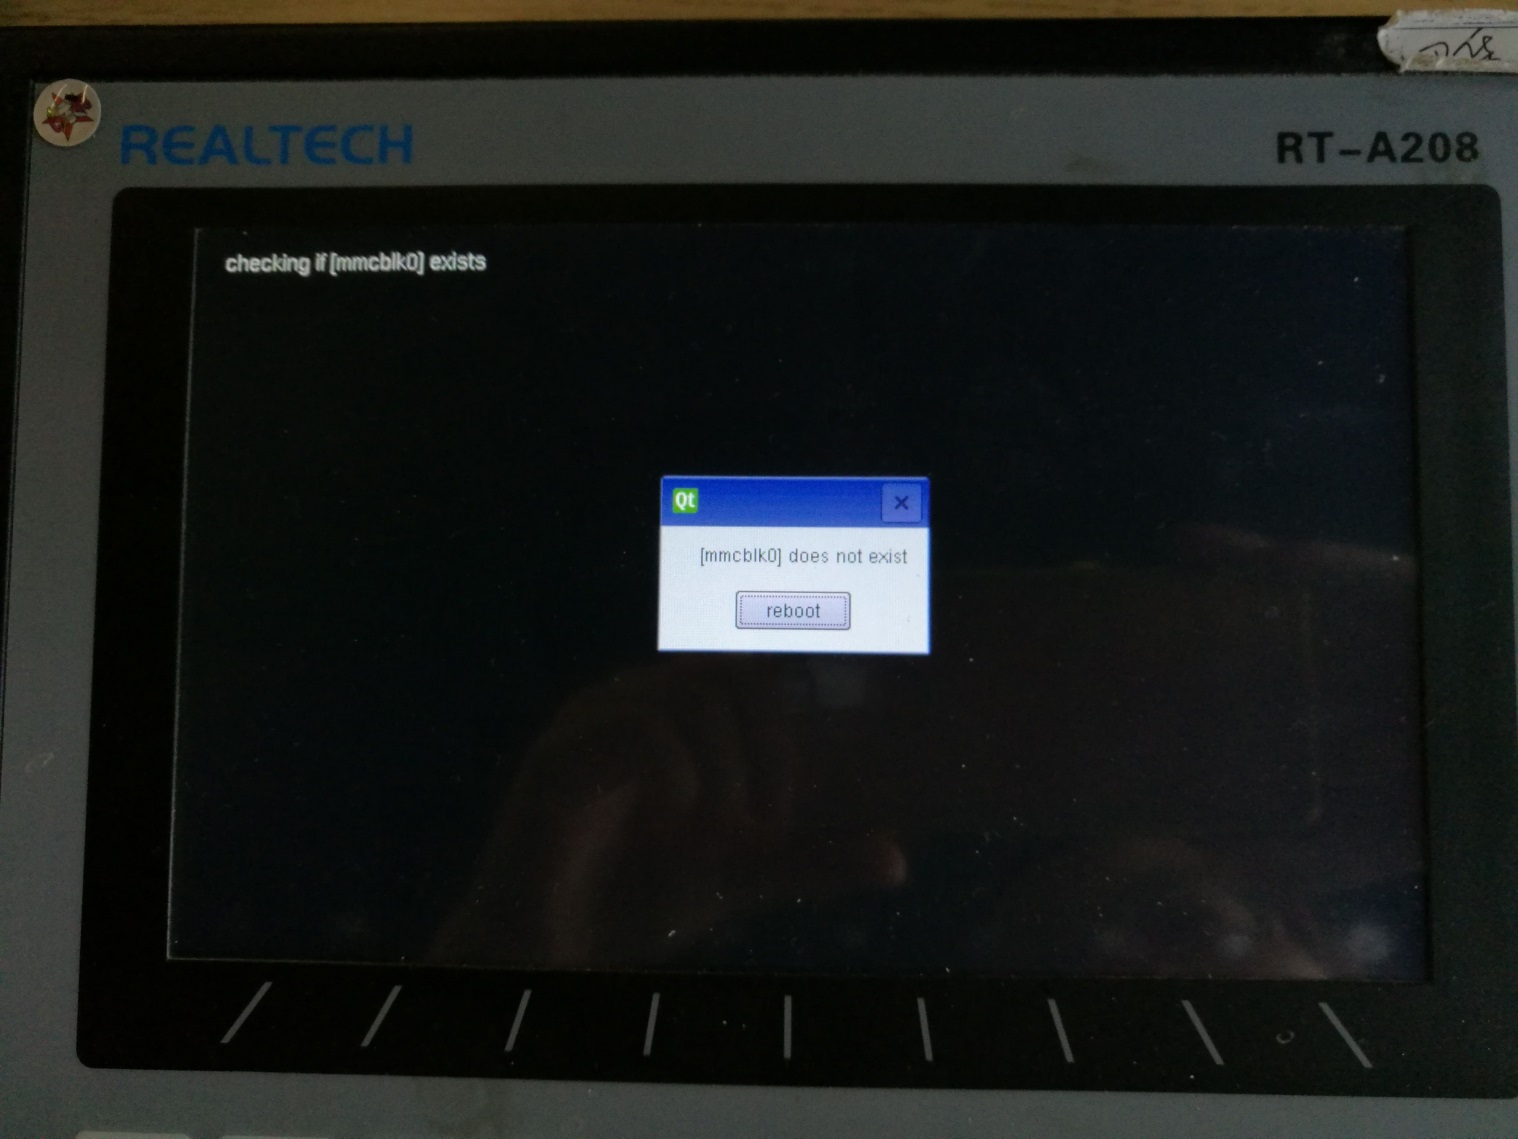 REALTECH
RT-A208
checking if [mmcblk0] exists
Qt
[mmcblk0] does not exist
reboot